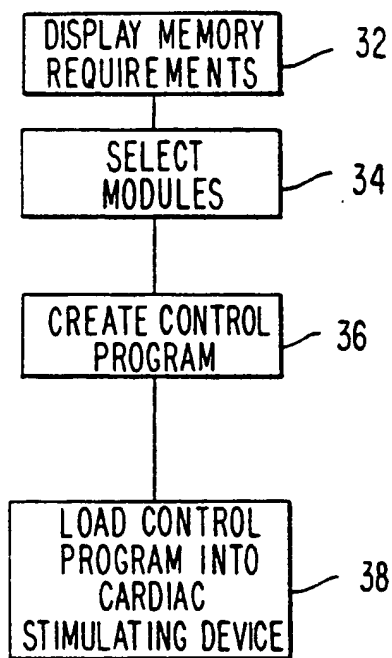 DISPLAY MEMORY
REQUIREMENTS
32
SELECT
MODULES
34
CREATE CONTROL
PROGRAM
36
LOAD CONTROL
PROGRAM INTO
CARDIAC
STIMULATING DEVICE
38